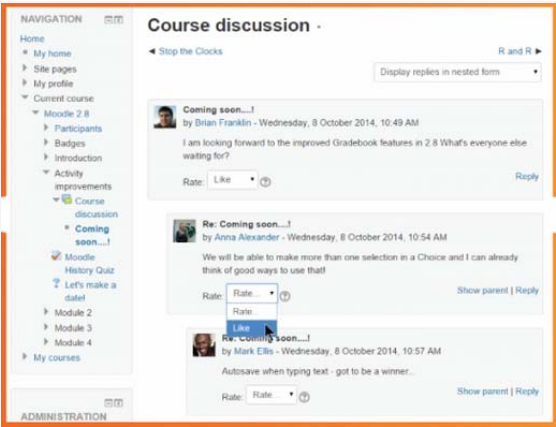 NAVIGATION
Home
My home
Site pages
My profile
Current course
Moodle 2.8
Participants
Badges
Introduction
Activity
improvements
Course
discussion
Coming
soon....!
Moodle
History Quiz
Let's make a
date!
Module 2
Module 3
Module 4
My courses
ADMINISTRATION
Course discussion
Stop the Clocks
R and R
Display replies in nested form
Coming soon....!
by Brian Franklin - Wednesday, 8 October 2014, 10:49 AM
I am looking forward to the improved Gradebook features in 2.8 What's everyone else
waiting for?
Rate: Like
Reply
Re: Coming soon....!
by Anna Alexander - Wednesday, 8 October 2014, 10:54 AM
We will be able to make more than one selection in a Choice and I can already
think of good ways to use that!
Rate: Rate...
Show parent | Reply
Rate...
Like
Re: Coming soon....!
by Mark Ellis - Wednesday, 8 October 2014, 10:57 AM
Autosave when typing text - got to be a winner...
Rate: Rate...
Show parent | Reply